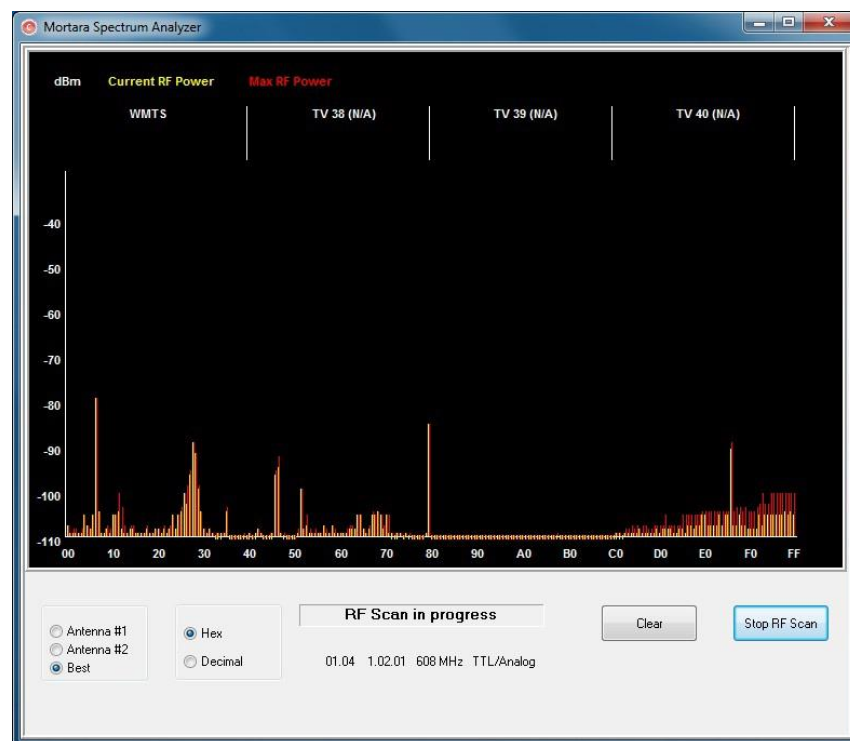 Mortara Spectrum Analyzer
dBm Current RF Power Max RF Power
WMTS TV 38 (N/A) TV 39 (N/A) TV 40 (N/A)
-40
-50
-60
-70
-80
-90
-100
-110
00 10 20 30 40 50 60 70 80 90 A0 B0 C0 D0 E0 F0 FF
RF Scan in progress
Clear
Stop RF Scan
Antenna #1
Antenna #2
Best
Hex
Decimal
01.04 1.02.01 608 MHz TTL/Analog